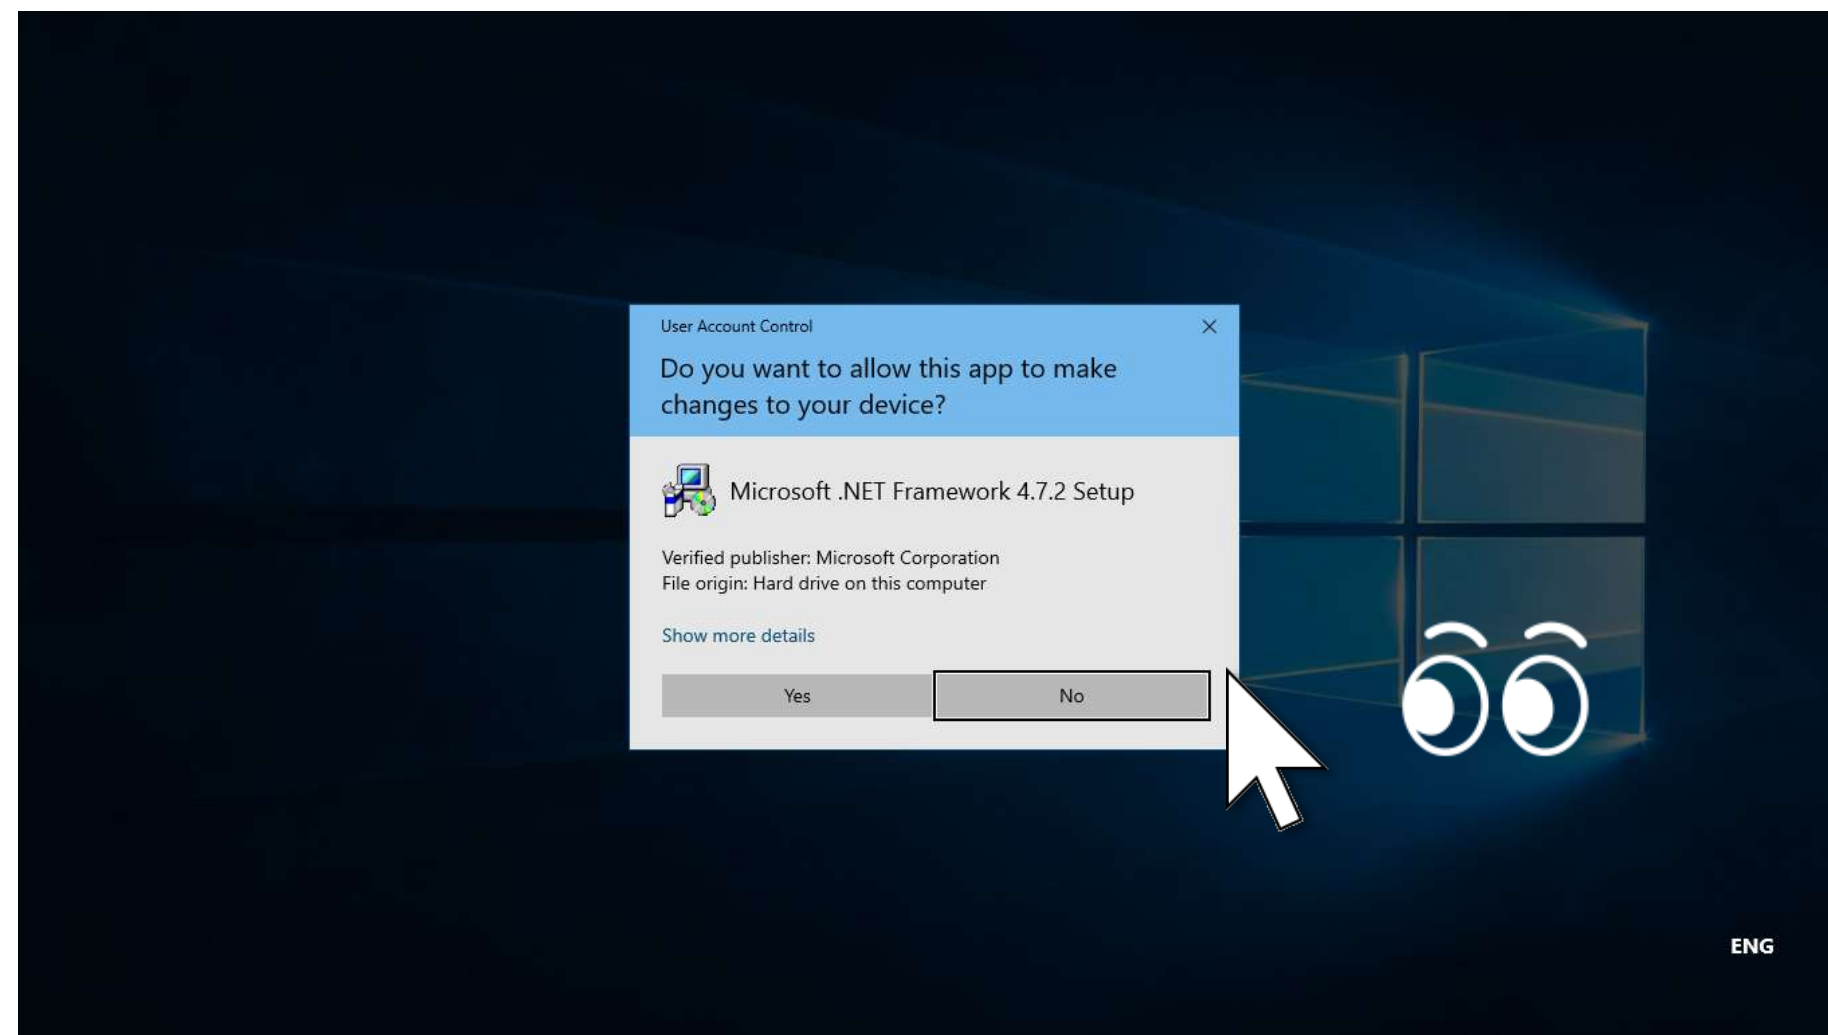 User Account Control
Do you want to allow this app to make
changes to your device?
Microsoft .NET Framework 4.7.2 Setup
Verified publisher: Microsoft Corporation
File origin: Hard drive on this computer
Show more details
Yes
No
ENG